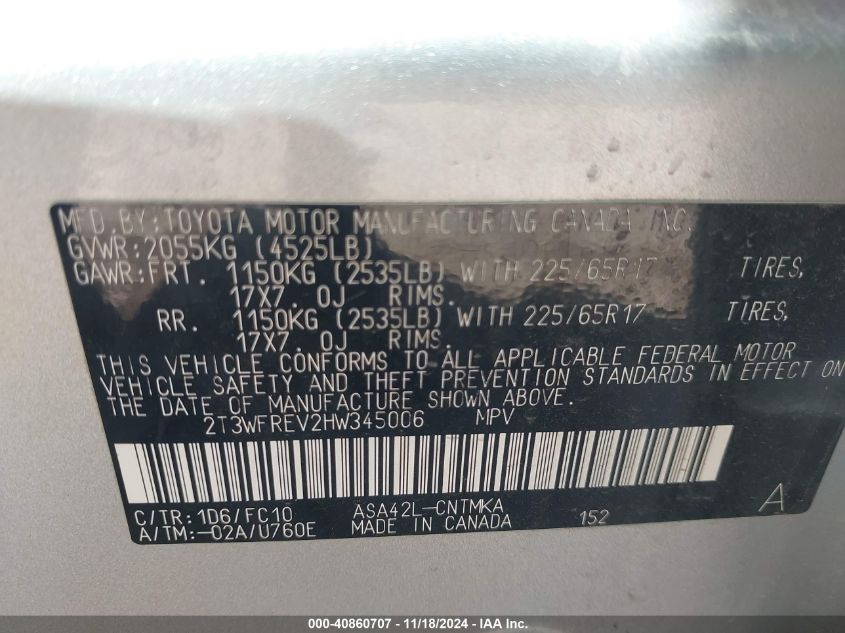 MFD.BY:TOYOTA MOTOR MANUFACTURING CANADA INC.
GVWR:2055KG (4525LB)
GAWR:FRT. 1150KG (2535LB) WITH 225/65R17 TIRES,
17X7. 0J RIMS.
RR. 1150KG (2535LB) WITH 225/65R17 TIRES,
17X7. 0J RIMS.
THIS VEHICLE CONFORMS TO ALL APPLICABLE FEDERAL MOTOR
VEHICLE SAFETY AND THEFT PREVENTION STANDARDS IN EFFECT ON
THE DATE OF MANUFACTURE SHOWN ABOVE.
2T3WFREV2HW345006 MPV
C/TR:1D6/FC10 ASA42L-CNTMKA
A/TM:-02A/U760E MADE IN CANADA 152 A
000-40860707 - 11/18/2024 - IAA Inc.